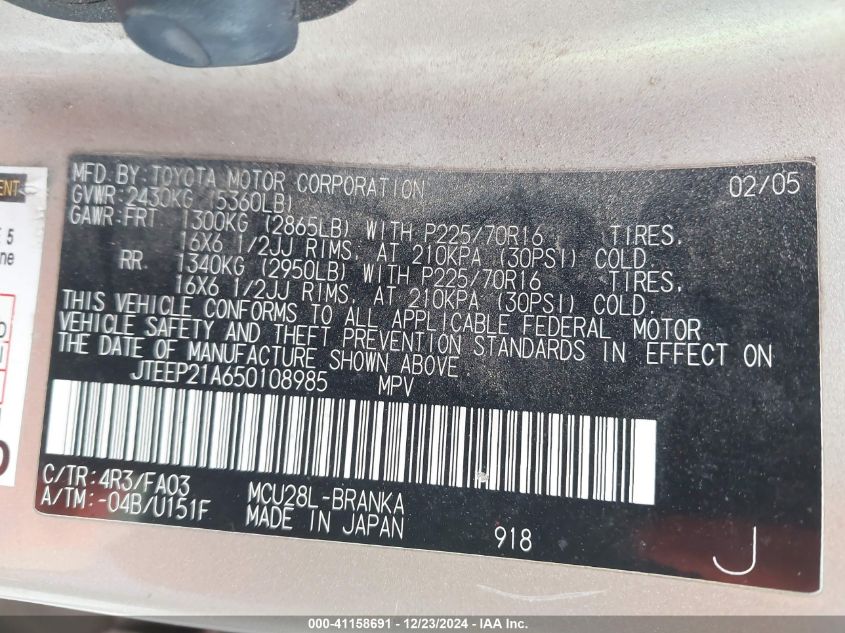 MFD. BY: TOYOTA MOTOR CORPORATION 02/05
GVWR: 2430KG (5360LB)
GAWR: FRT 1300KG (2865LB) WITH P225/70R16 TIRES,
16X6 1/2JJ RIMS, AT 210KPA (30PSI) COLD.
RR 1340KG (2950LB) WITH P225/70R16 TIRES,
16X6 1/2JJ RIMS, AT 210KPA (30PSI) COLD.
THIS VEHICLE CONFORMS TO ALL APPLICABLE FEDERAL MOTOR
VEHICLE SAFETY AND THEFT PREVENTION STANDARDS IN EFFECT ON
THE DATE OF MANUFACTURE SHOWN ABOVE.
JTEEP21A650108985 MPV
C/TR: 4R3/FA03
A/TM: -04B/U151F
MCU28L-BRANKA
MADE IN JAPAN
918
J
000-41158691 - 12/23/2024 - IAA Inc.